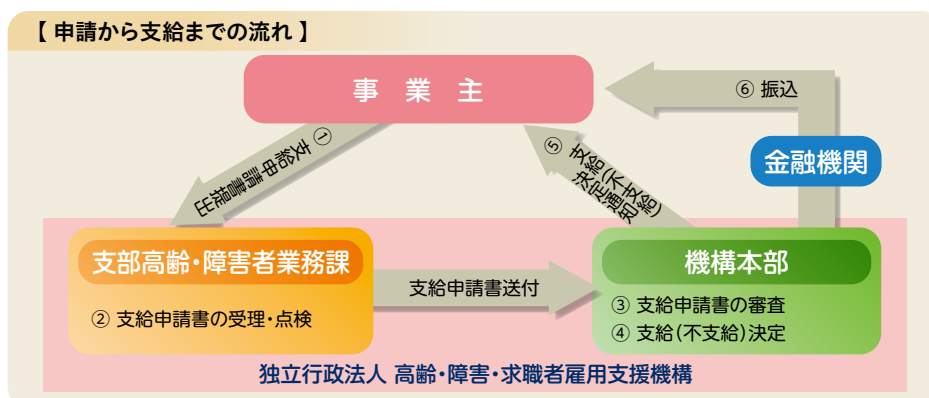 【 申請から支給までの流れ 】
事 業 主
⑥ 振込
金融機関
① 支給申請書提出
⑤ 支給(不支給)
決定通知
支部高齢・障害者業務課
② 支給申請書の受理・点検
支給申請書送付
機構本部
③ 支給申請書の審査
④ 支給(不支給)決定
独立行政法人 高齢・障害・求職者雇用支援機構